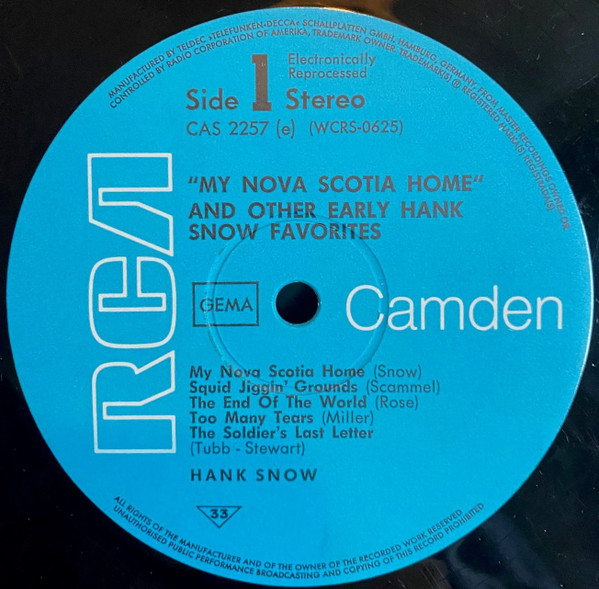 MANUFACTURED BY TELDEC »TELEFUNKEN-DECCA« SCHALLPLATTEN GMBH, HAMBURG, GERMANY, FROM MASTER RECORDINGS OWNED OR
CONTROLLED BY RADIO CORPORATION OF AMERIKA, TRADEMARK OWNER, TRADEMARK(S) ® REGISTERED. MARCA(S) REGISTRADA(S)
Electronically
Reprocessed
Side 1 Stereo
CAS 2257 (e) (WCRS-0625)
"MY NOVA SCOTIA HOME"
AND OTHER EARLY HANK
SNOW FAVORITES
RCA
GEMA
Camden
My Nova Scotia Home (Snow)
Squid Jiggin' Grounds (Scammel)
The End Of The World (Rose)
Too Many Tears (Miller)
The Soldier's Last Letter
(Tubb - Stewart)
HANK SNOW
33
ALL RIGHTS OF THE MANUFACTURER AND OF THE OWNER OF THE RECORDED WORK RESERVED
UNAUTHORISED PUBLIC PERFORMANCE BROADCASTING AND COPYING OF THIS RECORD PROHIBITED